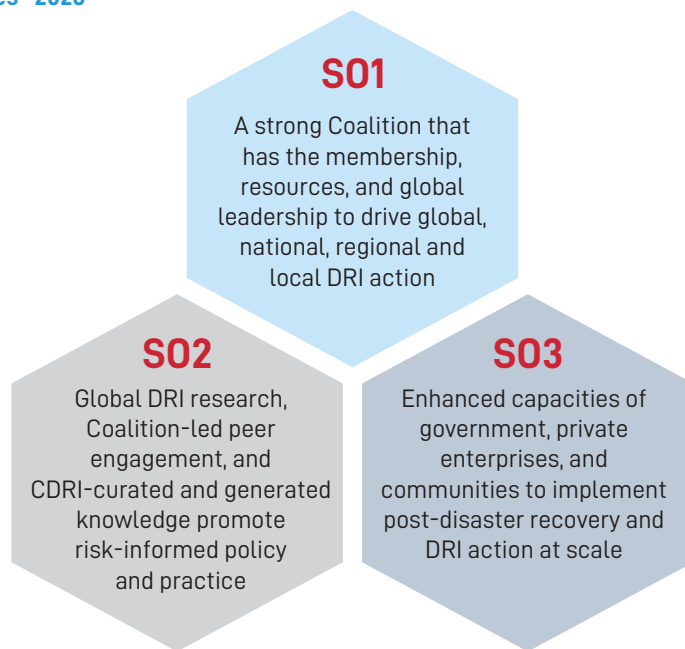 SO1
A strong Coalition that
has the membership,
resources, and global
leadership to drive global,
national, regional and
local DRI action
SO2
Global DRI research,
Coalition-led peer
engagement, and
CDRI-curated and generated
knowledge promote
risk-informed policy
and practice
SO3
Enhanced capacities of
government, private
enterprises, and
communities to implement
post-disaster recovery and
DRI action at scale